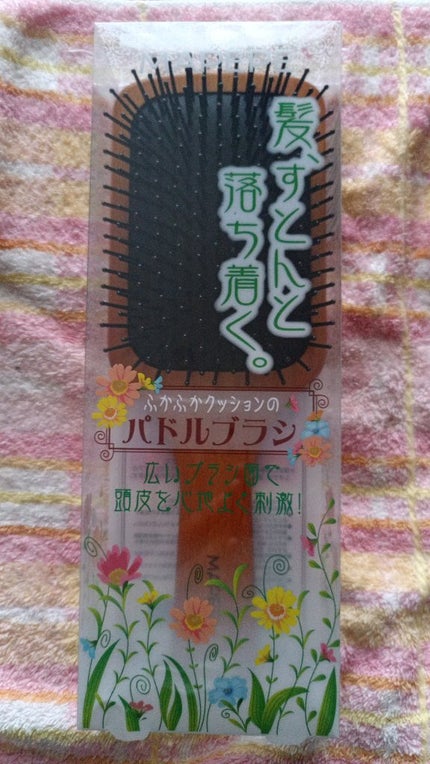 髪、すとんと
落ち着く。
ふかふかクッションの
パドルブラシ
広いブラシ面で
頭皮を心地よく刺激!